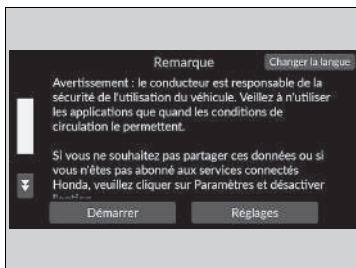 Remarque
Changer la langue
Avertissement : le conducteur est responsable de la
sécurité de l'utilisation du véhicule. Veillez à n'utiliser
les applications que quand les conditions de
circulation le permettent.
Si vous ne souhaitez pas partager ces données ou si
vous n'êtes pas abonné aux services connectés
Honda, veuillez cliquer sur Paramètres et désactiver
Démarrer
Réglages